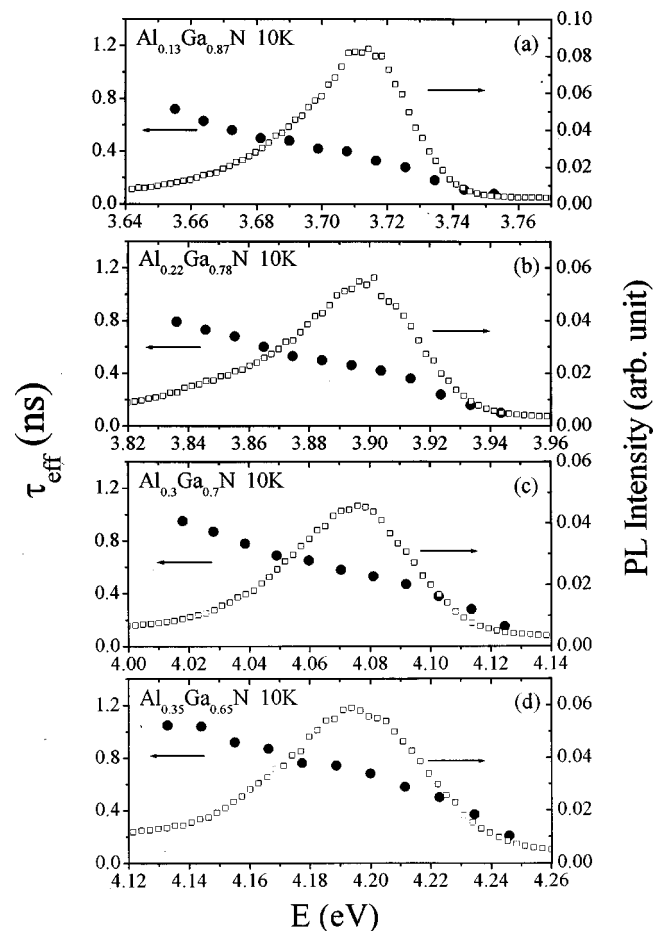 Al0.13Ga0.87N 10K
(a)
1.2
0.8
0.4
0.0
0.10
0.08
0.06
0.04
0.02
0.00
3.64 3.66 3.68 3.70 3.72 3.74 3.76
Al0.22Ga0.78N 10K
(b)
1.2
0.8
0.4
0.0
0.06
0.04
0.02
0.00
3.82 3.84 3.86 3.88 3.90 3.92 3.94 3.96
Al0.3Ga0.7N 10K
(c)
1.2
0.8
0.4
0.0
0.06
0.04
0.02
0.00
4.00 4.02 4.04 4.06 4.08 4.10 4.12 4.14
Al0.35Ga0.65N 10K
(d)
1.2
0.8
0.4
0.0
0.06
0.04
0.02
0.00
4.12 4.14 4.16 4.18 4.20 4.22 4.24 4.26
τeff (ns)
PL Intensity (arb. unit)
E (eV)